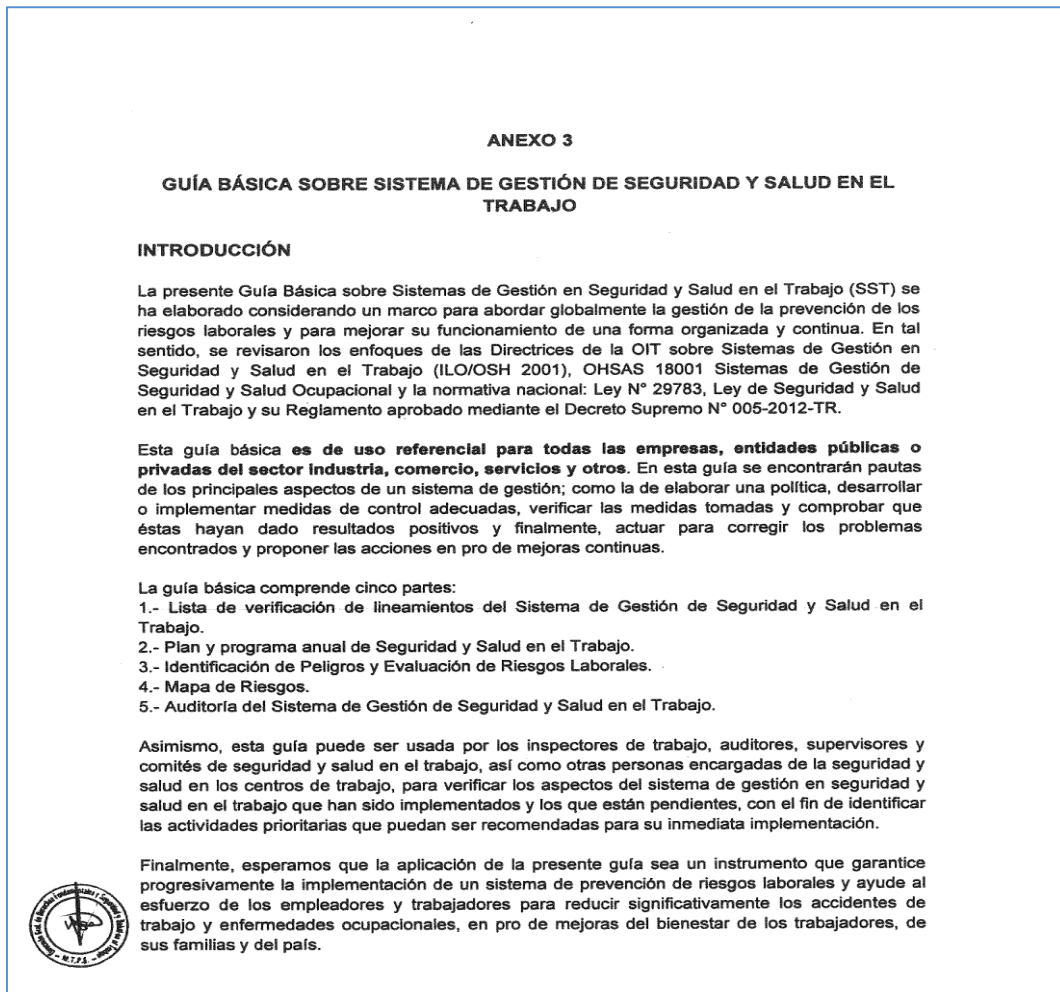 ANEXO 3
GUÍA BÁSICA SOBRE SISTEMA DE GESTIÓN DE SEGURIDAD Y SALUD EN EL
TRABAJO
INTRODUCCIÓN
La presente Guía Básica sobre Sistemas de Gestión en Seguridad y Salud en el Trabajo (SST) se
ha elaborado considerando un marco para abordar globalmente la gestión de la prevención de los
riesgos laborales y para mejorar su funcionamiento de una forma organizada y continua. En tal
sentido, se revisaron los enfoques de las Directrices de la OIT sobre Sistemas de Gestión en
Seguridad y Salud en el Trabajo (ILO/OSH 2001), OHSAS 18001 Sistemas de Gestión de
Seguridad y Salud Ocupacional y la normativa nacional: Ley N° 29783, Ley de Seguridad y Salud
en el Trabajo y su Reglamento aprobado mediante el Decreto Supremo N° 005-2012-TR.
Esta guía básica es de uso referencial para todas las empresas, entidades públicas o
privadas del sector industria, comercio, servicios y otros. En esta guía se encontrarán pautas
de los principales aspectos de un sistema de gestión; como la de elaborar una política, desarrollar
o implementar medidas de control adecuadas, verificar las medidas tomadas y comprobar que
éstas hayan dado resultados positivos y finalmente, actuar para corregir los problemas
encontrados y proponer las acciones en pro de mejoras continuas.
La guía básica comprende cinco partes:
1.- Lista de verificación de lineamientos del Sistema de Gestión de Seguridad y Salud en el
Trabajo.
2.- Plan y programa anual de Seguridad y Salud en el Trabajo.
3.- Identificación de Peligros y Evaluación de Riesgos Laborales.
4.- Mapa de Riesgos.
5.- Auditoría del Sistema de Gestión de Seguridad y Salud en el Trabajo.
Asimismo, esta guía puede ser usada por los inspectores de trabajo, auditores, supervisores y
comités de seguridad y salud en el trabajo, así como otras personas encargadas de la seguridad y
salud en los centros de trabajo, para verificar los aspectos del sistema de gestión en seguridad y
salud en el trabajo que han sido implementados y los que están pendientes, con el fin de identificar
las actividades prioritarias que puedan ser recomendadas para su inmediata implementación.
Finalmente, esperamos que la aplicación de la presente guía sea un instrumento que garantice
progresivamente la implementación de un sistema de prevención de riesgos laborales y ayude al
esfuerzo de los empleadores y trabajadores para reducir significativamente los accidentes de
trabajo y enfermedades ocupacionales, en pro de mejoras del bienestar de los trabajadores, de
sus familias y del país.
M.T.P.E.